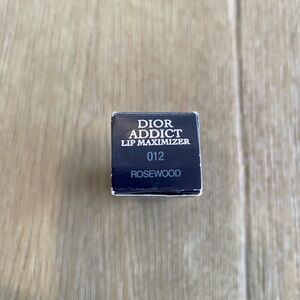 DIOR
ADDICT
LIP MAXIMIZER
012
ROSEWOOD